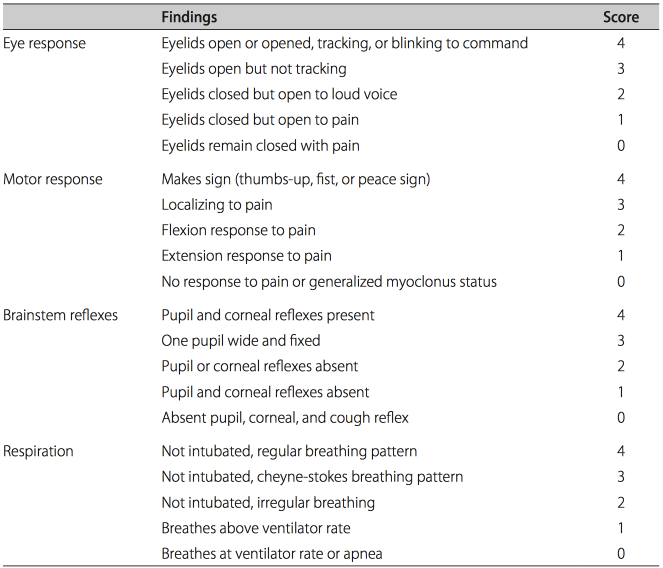 Findings Score
Eye response Eyelids open or opened, tracking, or blinking to command 4
Eyelids open but not tracking 3
Eyelids closed but open to loud voice 2
Eyelids closed but open to pain 1
Eyelids remain closed with pain 0
Motor response Makes sign (thumbs-up, fist, or peace sign) 4
Localizing to pain 3
Flexion response to pain 2
Extension response to pain 1
No response to pain or generalized myoclonus status 0
Brainstem reflexes Pupil and corneal reflexes present 4
One pupil wide and fixed 3
Pupil or corneal reflexes absent 2
Pupil and corneal reflexes absent 1
Absent pupil, corneal, and cough reflex 0
Respiration Not intubated, regular breathing pattern 4
Not intubated, cheyne-stokes breathing pattern 3
Not intubated, irregular breathing 2
Breathes above ventilator rate 1
Breathes at ventilator rate or apnea 0